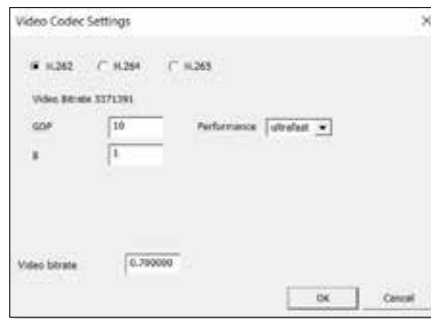 Video Codec Settings
H.262 H.264 H.265
Video Bitrate 3371391
GOP 10 Performance ultrafast
B 1
Video bitrate 0.780000
OK Cancel